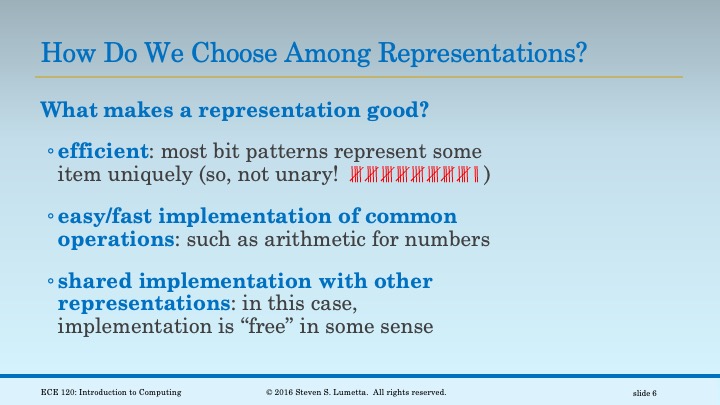 How Do We Choose Among Representations?
What makes a representation good?
◦ efficient: most bit patterns represent some
item uniquely (so, not unary! )
◦ easy/fast implementation of common
operations: such as arithmetic for numbers
◦ shared implementation with other
representations: in this case,
implementation is “free” in some sense
ECE 120: Introduction to Computing
© 2016 Steven S. Lumetta. All rights reserved.
slide 6